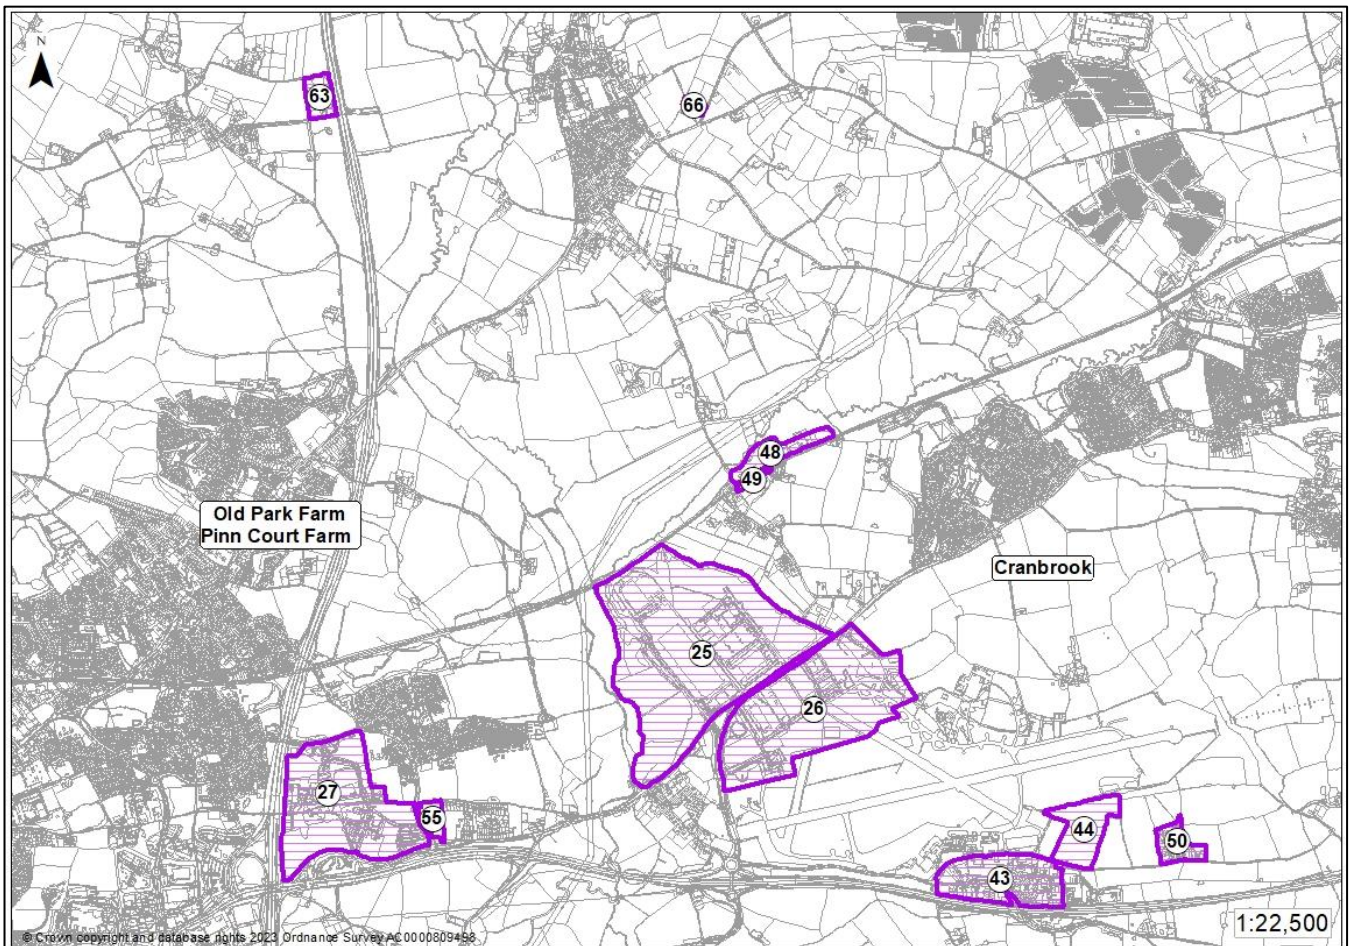 N
63
66
48
49
Old Park Farm
Pinn Court Farm
Cranbrook
25
26
27
55
44
50
43
1:22,500
© Crown copyright and database rights 2023 Ordnance Survey AC0000809498